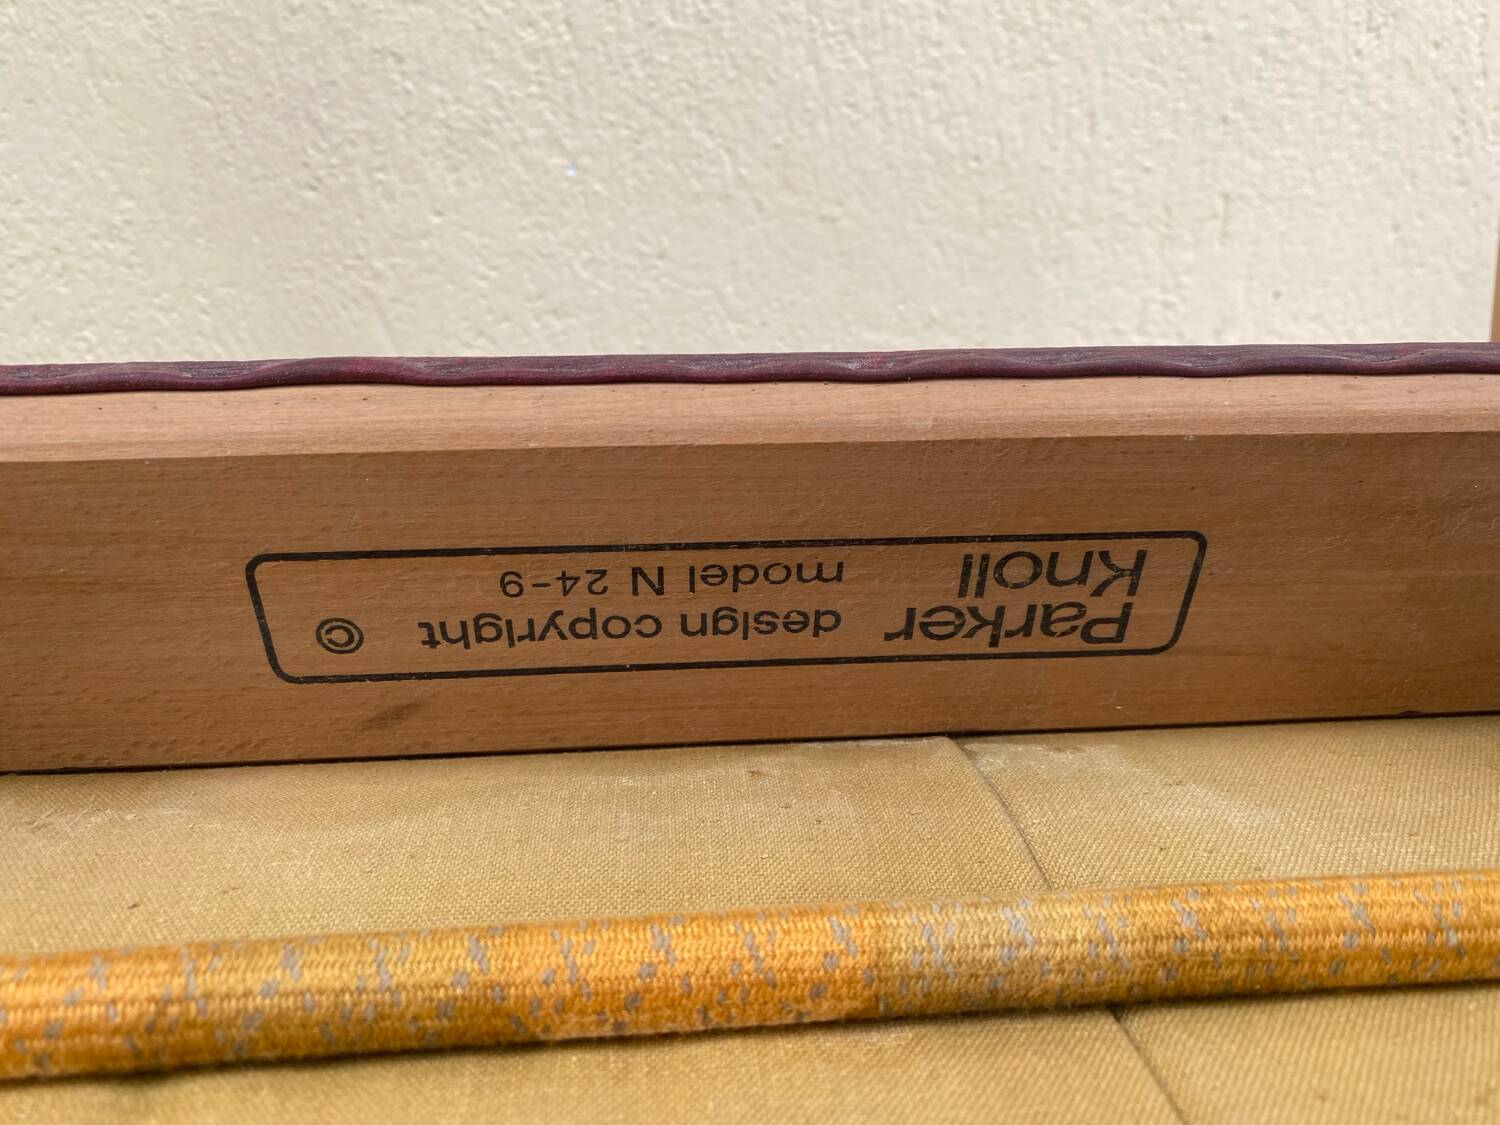 Parker design copyright ©
Knoll model N 24-9